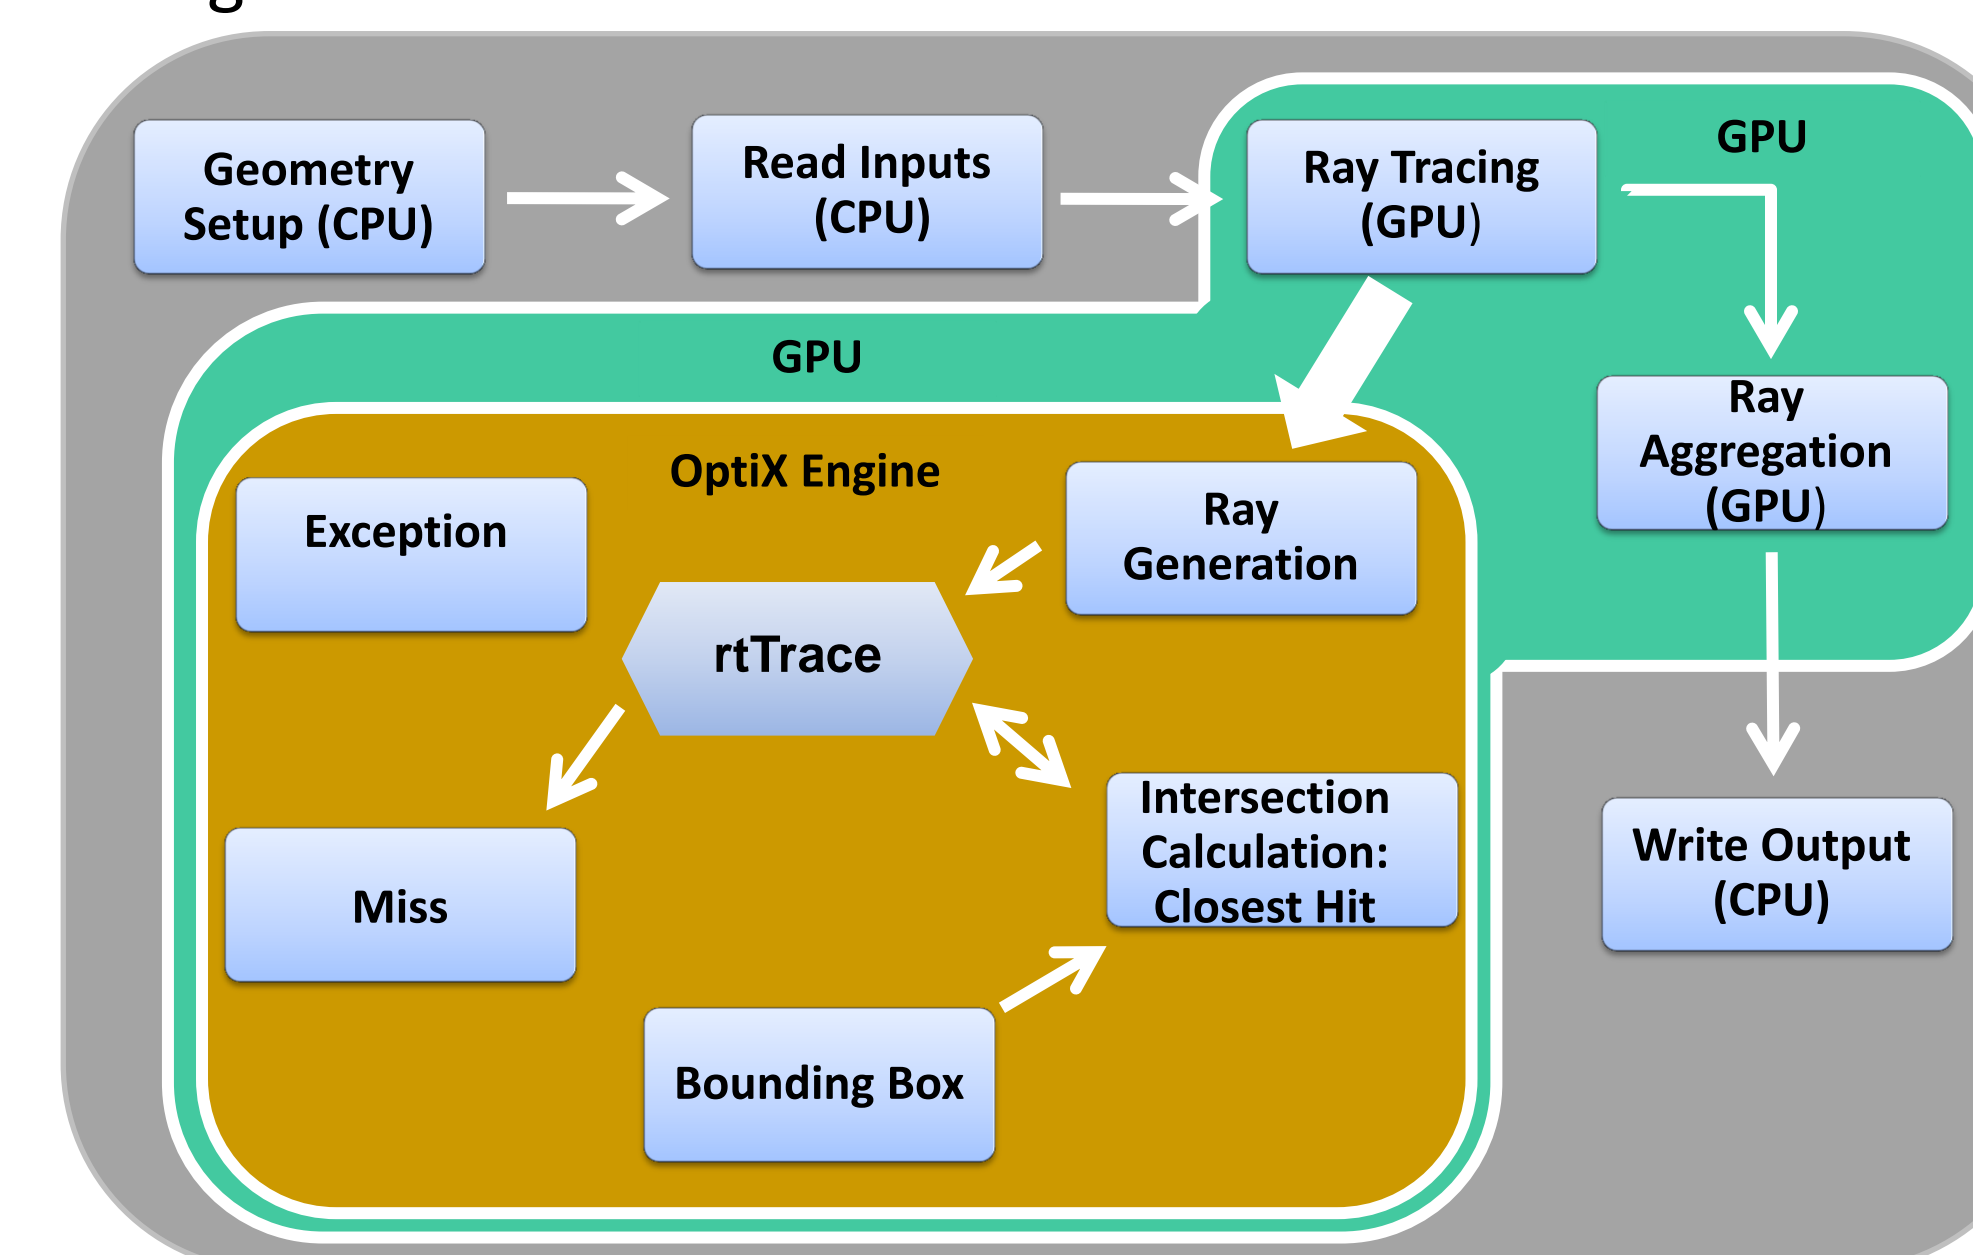 Geometry
Setup (CPU)
Read Inputs
(CPU)
Ray Tracing
(GPU)
GPU
GPU
Ray
Aggregation
(GPU)
OptiX Engine
Exception
Ray
Generation
rtTrace
Intersection
Calculation:
Closest Hit
Write Output
(CPU)
Miss
Bounding Box